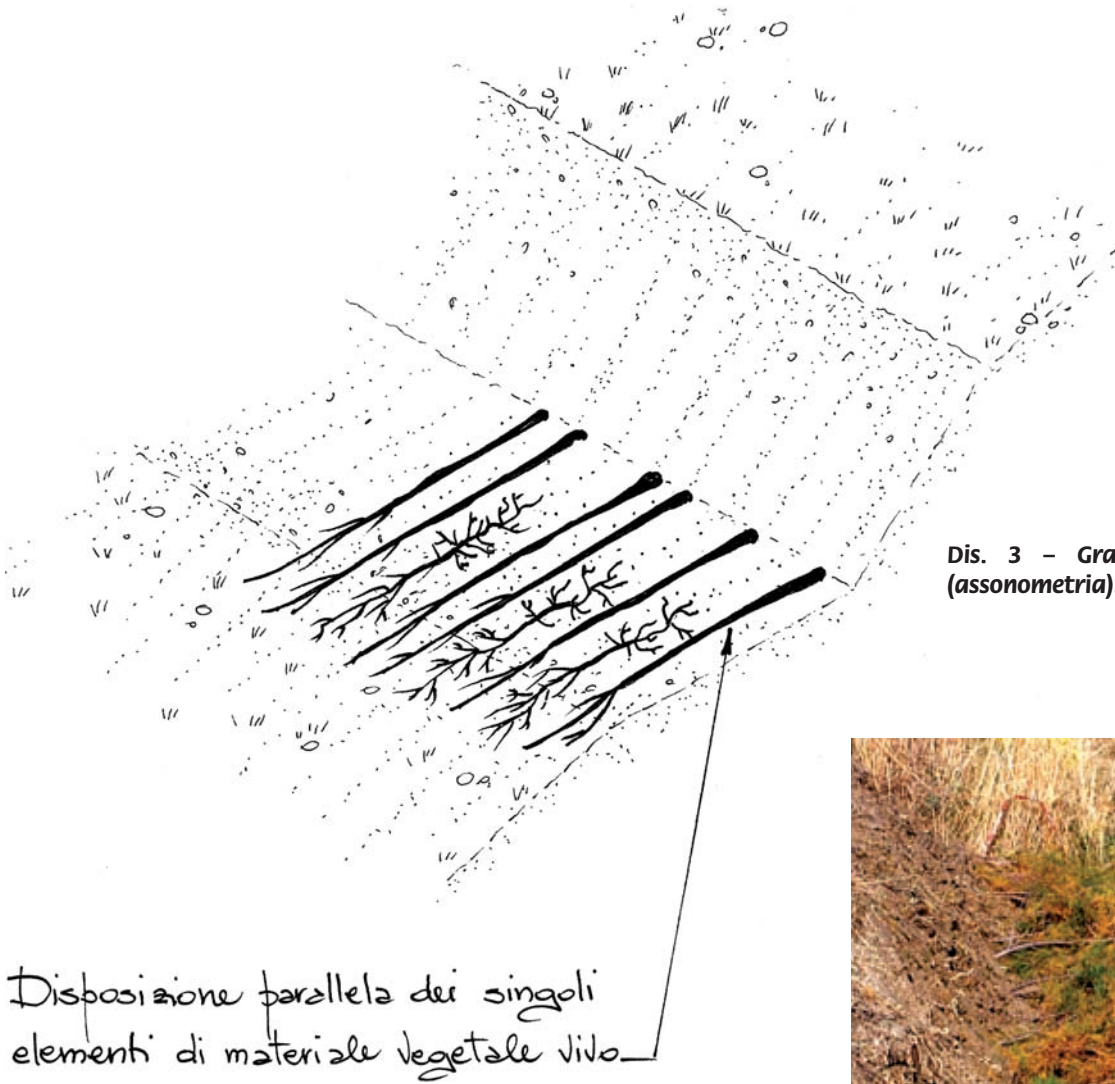 Dis. 3 – Gra
(assonometria)
Disposizione parallela dei singoli
elementi di materiale vegetale vivo